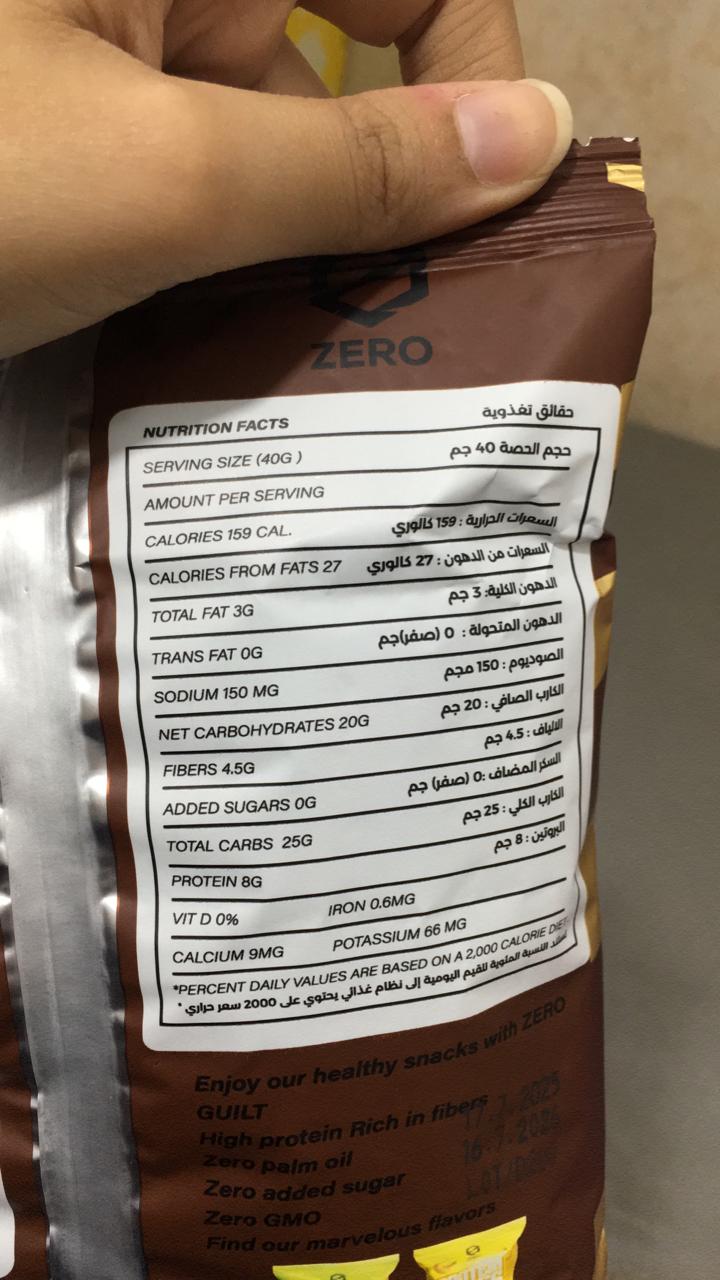 ZERO
NUTRITION FACTS حقائق تغذوية
SERVING SIZE (40G ) حجم الحصة 40 جم
AMOUNT PER SERVING
CALORIES 159 CAL. السعرات الحرارية : 159 كالوري
CALORIES FROM FATS 27 السعرات من الدهون : 27 كالوري
TOTAL FAT 3G الدهون الكلية: 3 جم
TRANS FAT 0G الدهون المتحولة : 0 (صفر)جم
SODIUM 150 MG الصوديوم : 150 مجم
NET CARBOHYDRATES 20G الكارب الصافي : 20 جم
FIBERS 4.5G الالياف : 4.5 جم
ADDED SUGARS 0G السكر المضاف :0 (صفر) جم
TOTAL CARBS 25G الكارب الكلي : 25 جم
PROTEIN 8G البروتين : 8 جم
VIT D 0% IRON 0.6MG
CALCIUM 9MG POTASSIUM 66 MG
*PERCENT DAILY VALUES ARE BASED ON A 2,000 CALORIE DIET
النسبة المئوية للقيم اليومية إلى نظام غذائي يحتوي على 2000 سعر حراري *
Enjoy our healthy snacks with ZERO
GUILT
High protein Rich in fibers
17.7.2025
Zero palm oil
16.7.2026
Zero added sugar
Zero GMO
Find our marvelous flavors